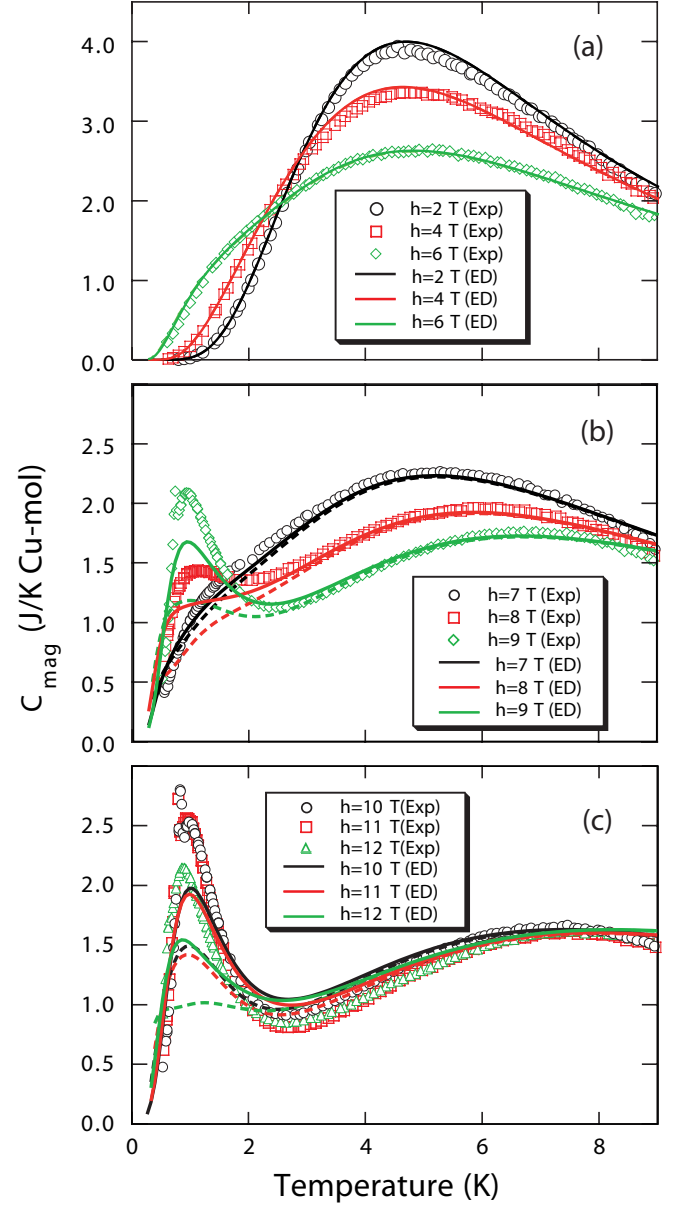 (a)
4.0
3.0
2.0
1.0
0.0
h=2 T (Exp)
h=4 T (Exp)
h=6 T (Exp)
h=2 T (ED)
h=4 T (ED)
h=6 T (ED)
C mag (J/K Cu-mol)
(b)
2.5
2.0
1.5
1.0
0.5
0.0
h=7 T (Exp)
h=8 T (Exp)
h=9 T (Exp)
h=7 T (ED)
h=8 T (ED)
h=9 T (ED)
(c)
2.5
2.0
1.5
1.0
0.5
0.0
h=10 T(Exp)
h=11 T(Exp)
h=12 T(Exp)
h=10 T (ED)
h=11 T (ED)
h=12 T (ED)
0 2 4 6 8
Temperature (K)